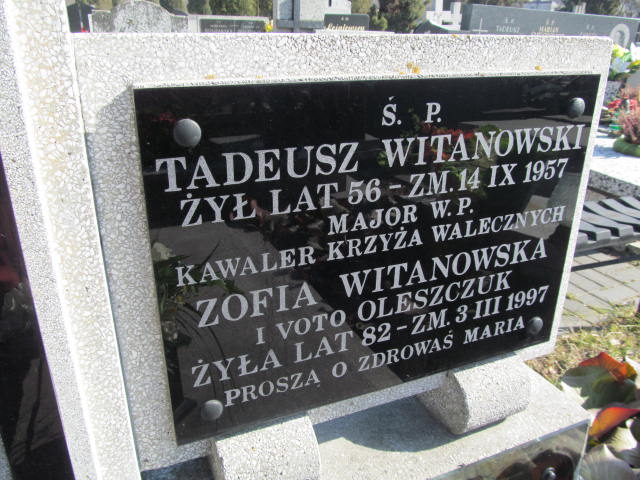 Ś. P.
TADEUSZ WITANOWSKI
ŻYŁ LAT 56 - ZM. 14 IX 1957
MAJOR W.P.
KAWALER KRZYŻA WALECZNYCH
ZOFIA WITANOWSKA
I VOTO OLESZCZUK
ŻYŁA LAT 82 - ZM. 3 III 1997
PROSZĄ O ZDROWAŚ MARIA